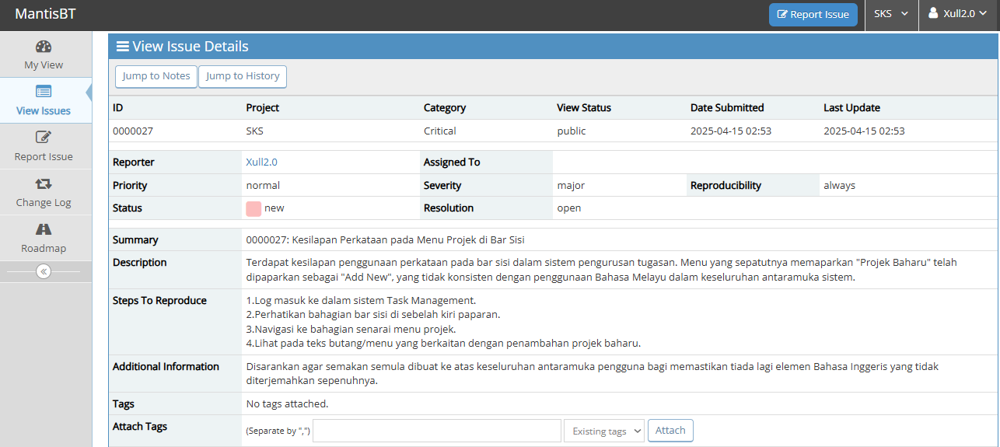 MantisBT
Report Issue
SKS
Xull2.0
My View
View Issues
Report Issue
Change Log
Roadmap
View Issue Details
Jump to Notes Jump to History
ID Project Category View Status Date Submitted Last Update
0000027 SKS Critical public 2025-04-15 02:53 2025-04-15 02:53
Reporter Xull2.0 Assigned To
Priority normal Severity major Reproducibility always
Status new Resolution open
Summary 0000027: Kesilapan Perkataan pada Menu Projek di Bar Sisi
Description Terdapat kesilapan penggunaan perkataan pada bar sisi dalam sistem pengurusan tugasan. Menu yang sepatutnya memaparkan "Projek Baharu" telah
dipaparkan sebagai "Add New", yang tidak konsisten dengan penggunaan Bahasa Melayu dalam keseluruhan antaramuka sistem.
Steps To Reproduce 1.Log masuk ke dalam sistem Task Management.
2.Perhatikan bahagian bar sisi di sebelah kiri paparan.
3.Navigasi ke bahagian senarai menu projek.
4.Lihat pada teks butang/menu yang berkaitan dengan penambahan projek baharu.
Additional Information Disarankan agar semakan semula dibuat ke atas keseluruhan antaramuka pengguna bagi memastikan tiada lagi elemen Bahasa Inggeris yang tidak
diterjemahkan sepenuhnya.
Tags No tags attached.
Attach Tags (Separate by ",") Existing tags Attach